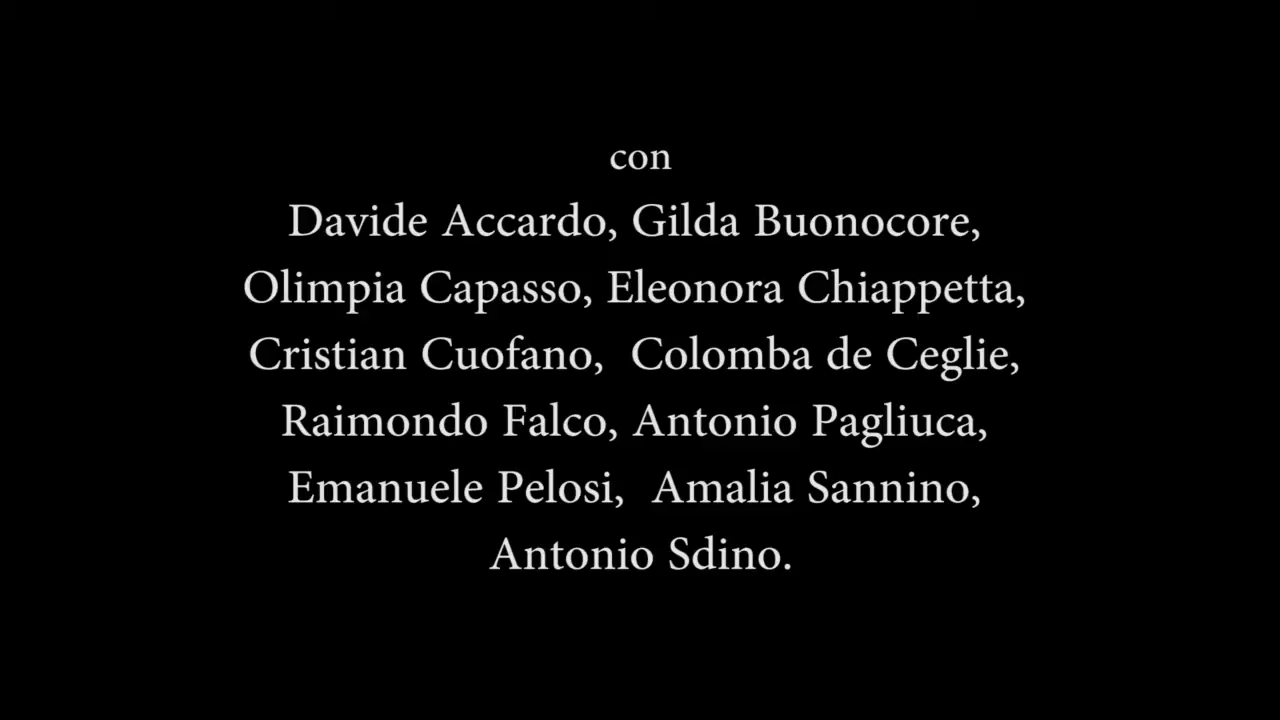 con
Davide Accardo, Gilda Buonocore,
Olimpia Capasso, Eleonora Chiappetta,
Cristian Cuofano,  Colomba de Ceglie,
Raimondo Falco, Antonio Pagliuca,
Emanuele Pelosi,  Amalia Sannino,
Antonio Sdino.